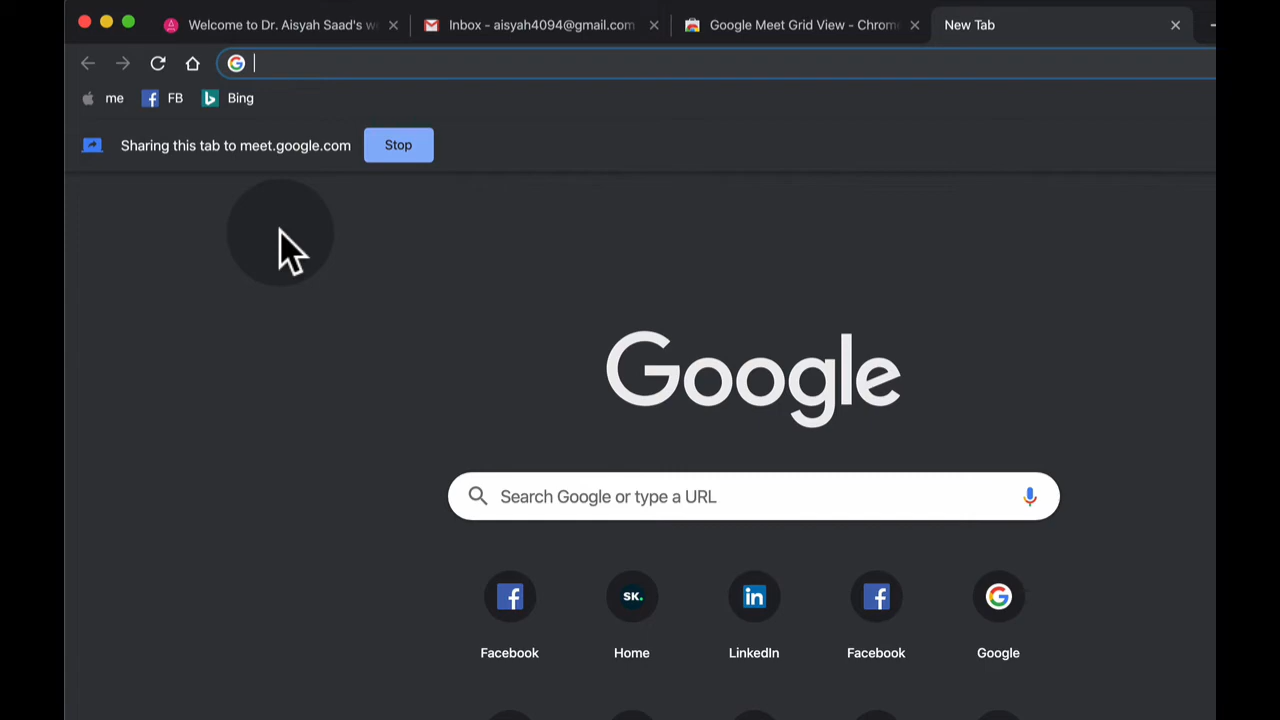 Welcome to Dr. Aisyah Saad's w
Inbox - aisyah4094@gmail.com
Google Meet Grid View - Chrom
New Tab
me
FB
Bing
Sharing this tab to meet.google.com
Stop
Google
Search Google or type a URL
SK.
Facebook
Home
LinkedIn
Facebook
Google